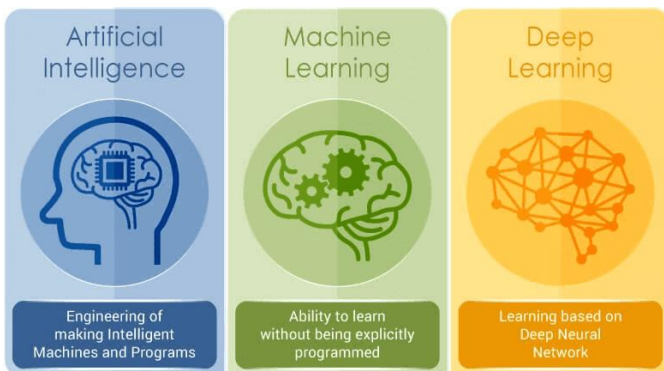 Artificial
Intelligence
Engineering of
making Intelligent
Machines and Programs
Machine
Learning
Ability to learn
without being explicitly
programmed
Deep
Learning
Learning based on
Deep Neural
Network